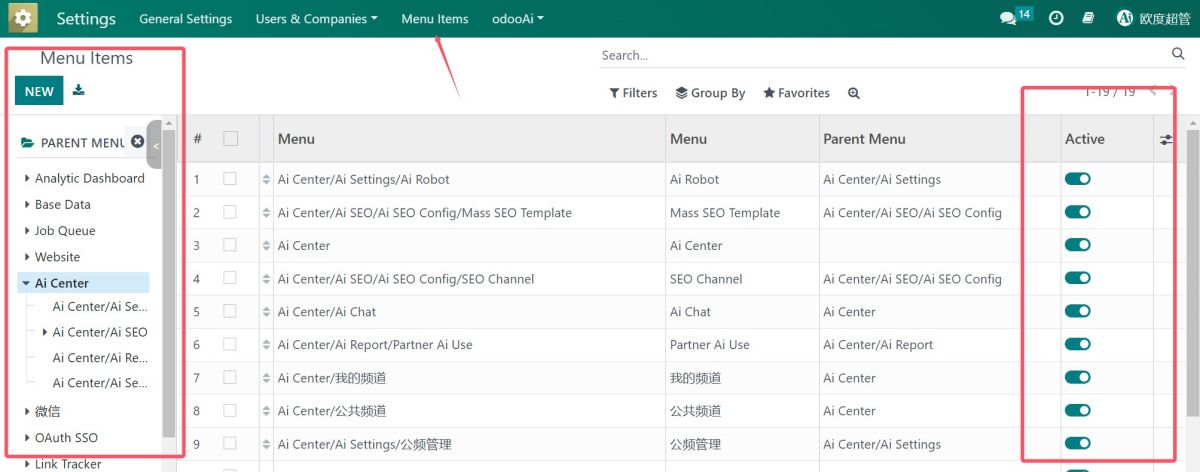 Settings General Settings Users & Companies Menu Items odooAi 14 Ai 欧度超管
Menu Items Search...
NEW Filters Group By Favorites 1-19 / 19
PARENT MENU # Menu Menu Parent Menu Active
Analytic Dashboard
Base Data
Job Queue
Website
Ai Center
Ai Center/Ai Se...
Ai Center/Ai SEO
Ai Center/Ai Re...
Ai Center/Ai Se...
微信
OAuth SSO
Link Tracker
1 Ai Center/Ai Settings/Ai Robot Ai Robot Ai Center/Ai Settings
2 Ai Center/Ai SEO/Ai SEO Config/Mass SEO Template Mass SEO Template Ai Center/Ai SEO/Ai SEO Config
3 Ai Center Ai Center
4 Ai Center/Ai SEO/Ai SEO Config/SEO Channel SEO Channel Ai Center/Ai SEO/Ai SEO Config
5 Ai Center/Ai Chat Ai Chat Ai Center
6 Ai Center/Ai Report/Partner Ai Use Partner Ai Use Ai Center/Ai Report
7 Ai Center/我的频道 我的频道 Ai Center
8 Ai Center/公共频道 公共频道 Ai Center
9 Ai Center/Ai Settings/公频管理 公频管理 Ai Center/Ai Settings